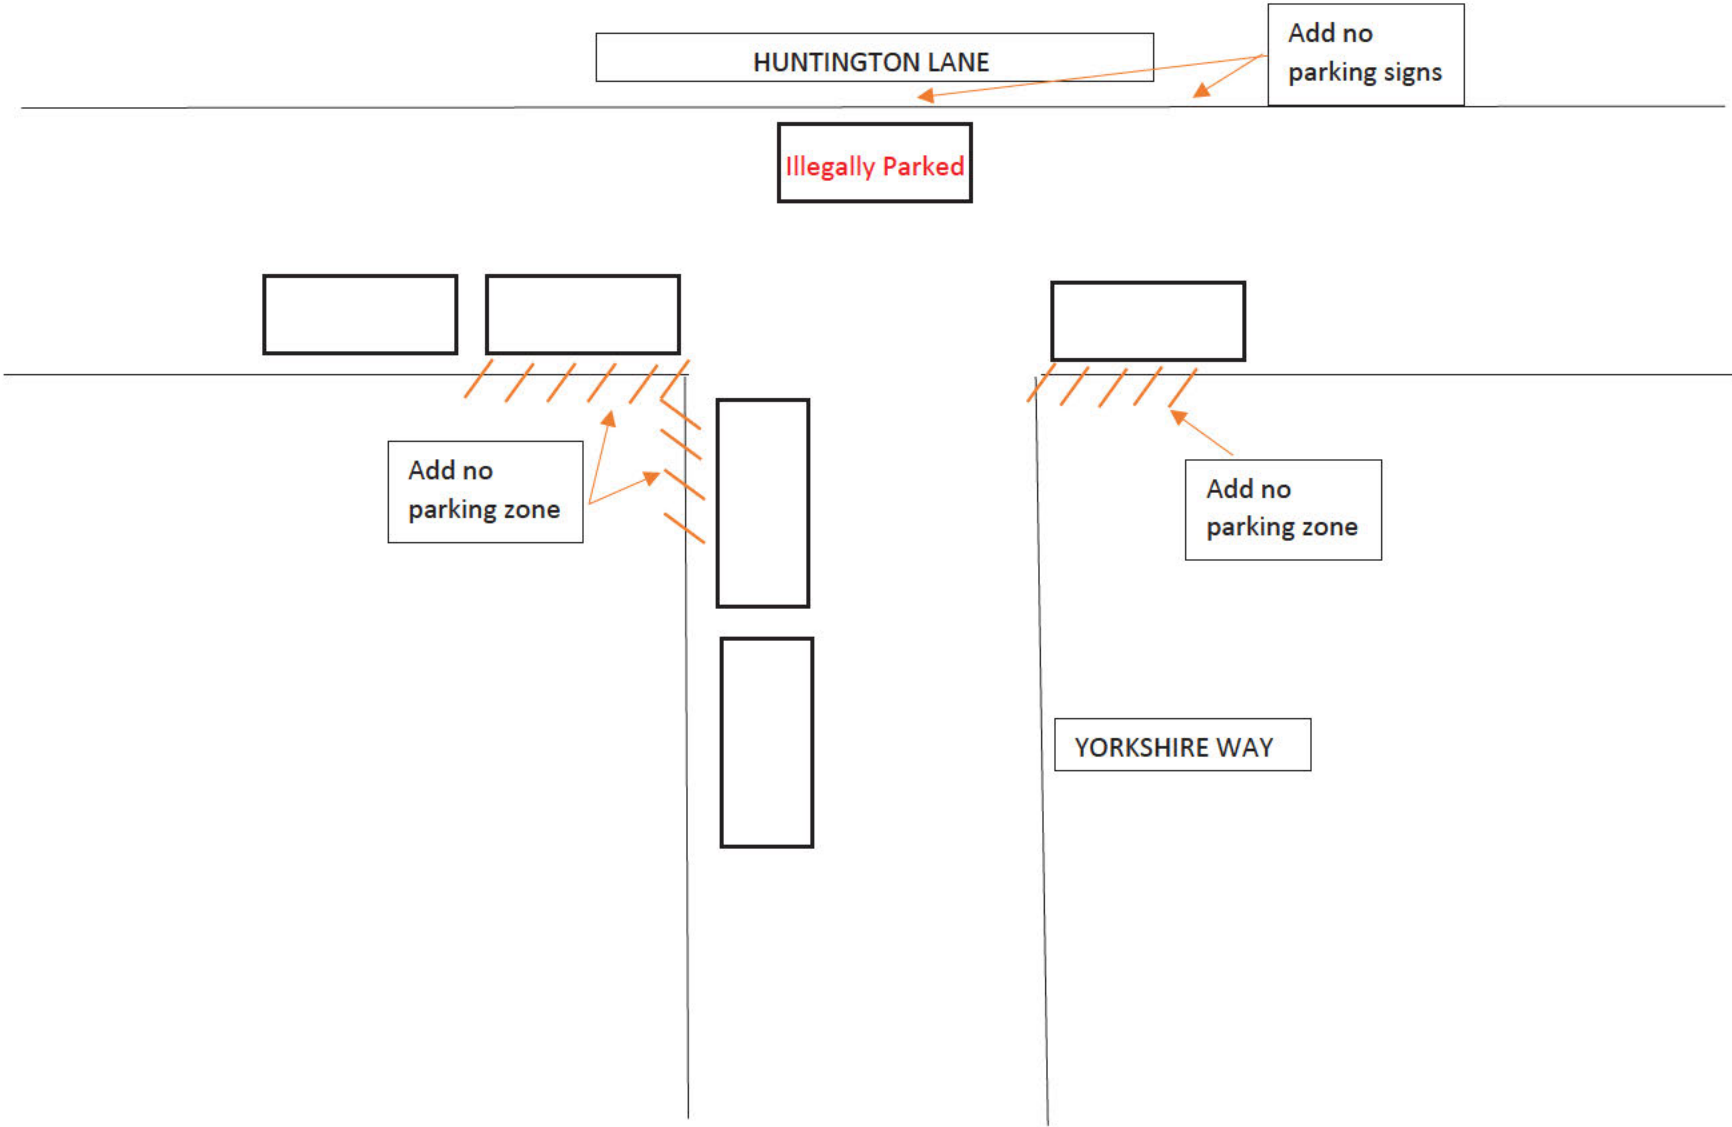 HUNTINGTON LANE
Add no
parking signs
Illegally Parked
Add no
parking zone
Add no
parking zone
YORKSHIRE WAY